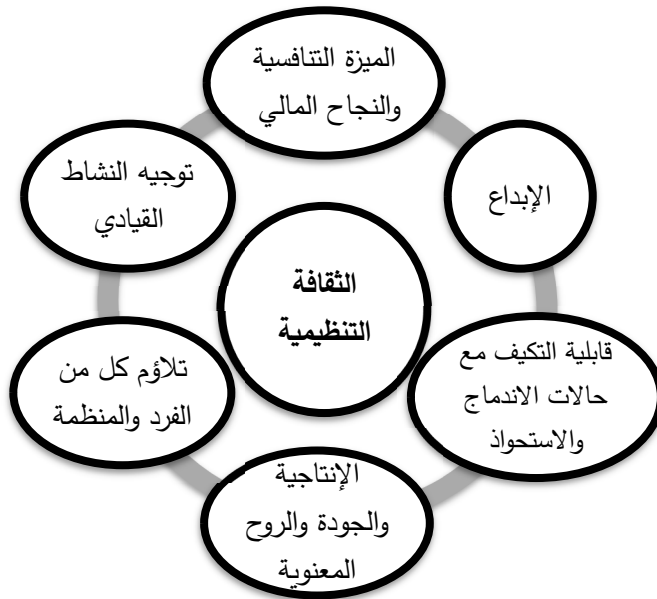 الميزة التنافسية
والنجاح المالي
الإبداع
قابلية التكيف مع
حالات الاندماج
والاستحواذ
الإنتاجية
والجودة والروح
المعنوية
تلاؤم كل من
الفرد والمنظمة
توجيه النشاط
القيادي
الثقافة
التنظيمية